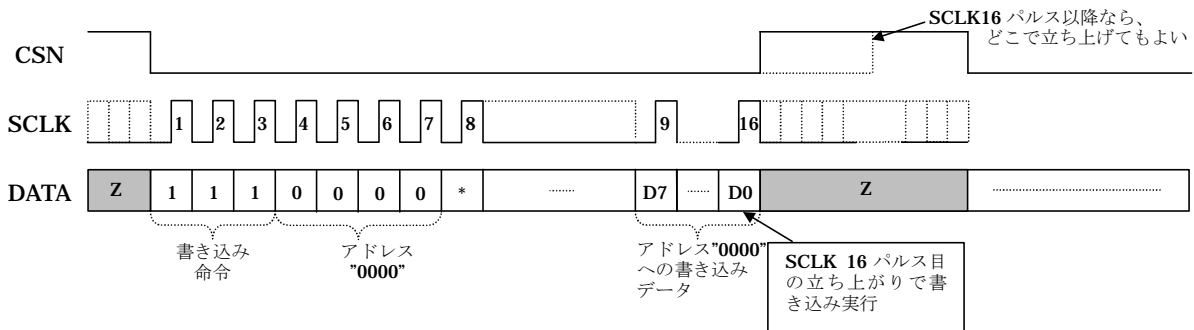 SCLK16 パルス以降なら、
どこで立ち上げてもよい
CSN
SCLK
1 2 3 4 5 6 7 8 9 16
DATA
Z 1 1 1 0 0 0 0 * ........ D7 ...... D0 Z ................................................
書き込み
命令
アドレス
"0000"
アドレス"0000"
への書き込み
データ
SCLK 16 パルス目
の立ち上がりで書
き込み実行